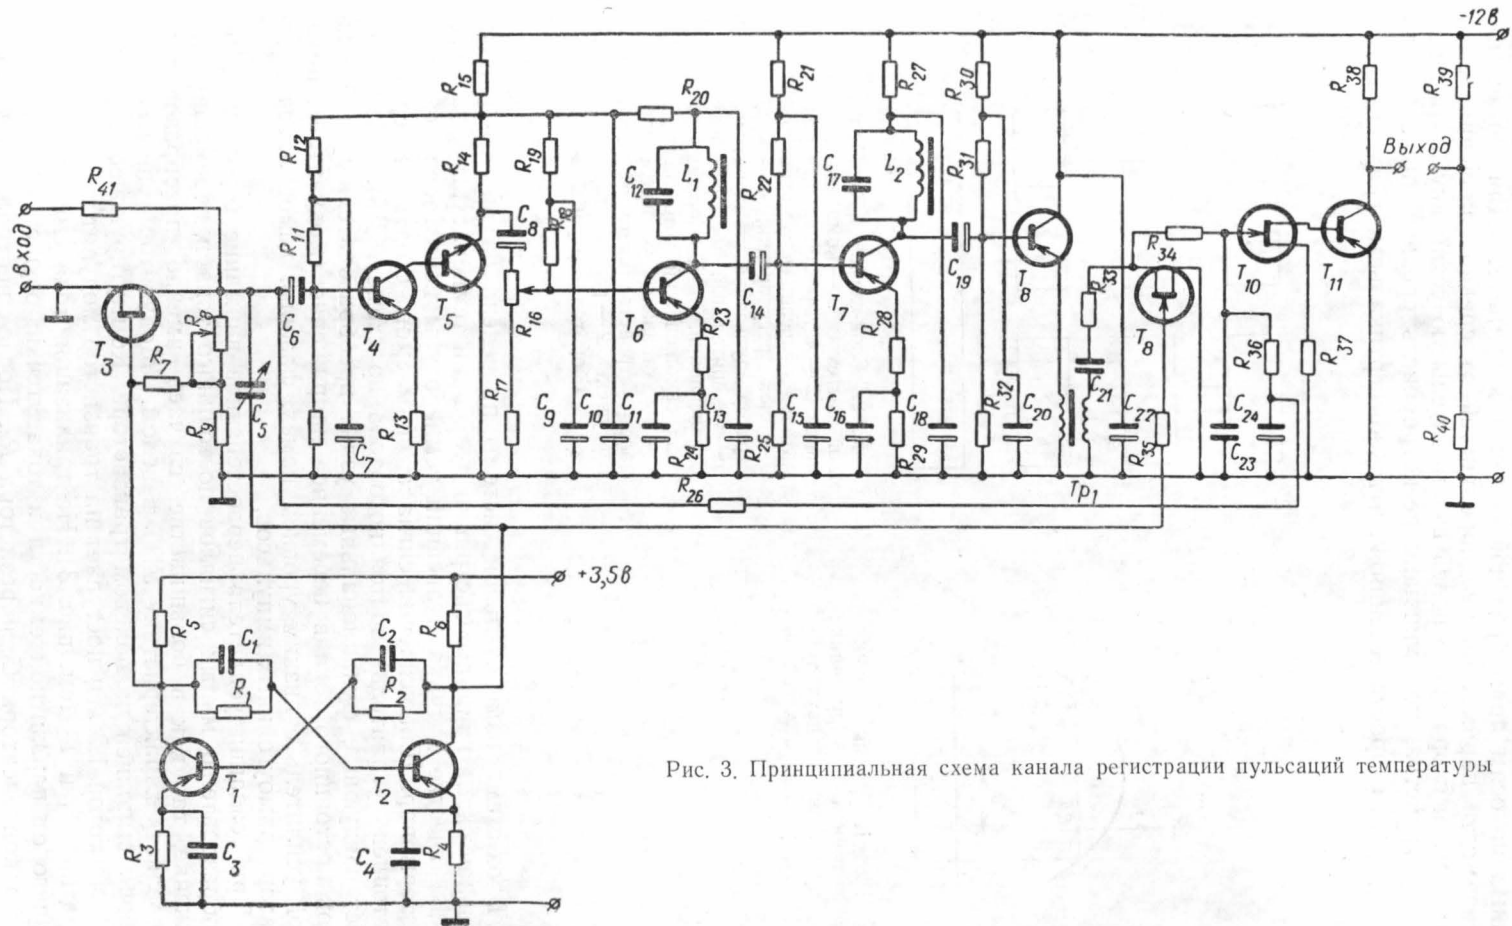 -12в
R15
R21
R27
R30
R38
R39
R20
R12
R14
R19
C12
L1
R22
C17
L2
R31
Выход
R41
C8
R18
R11
Вход
R34
T5
T10
T11
C6
T4
R16
T6
C14
T7
C19
T8
R33
T8
T3
R8
R23
R28
R36
R37
R7
C21
C5
R9
R13
R17
C9
C10
C11
C13
C15
C16
C18
R32
C20
C22
C24
C7
R24
R25
R29
R35
C23
R40
R26
Тр1
+3,5в
R5
C1
C2
R6
R1
R2
T1
T2
Рис. 3. Принципиальная схема канала регистрации пульсаций температуры
R3
C3
C4
R4